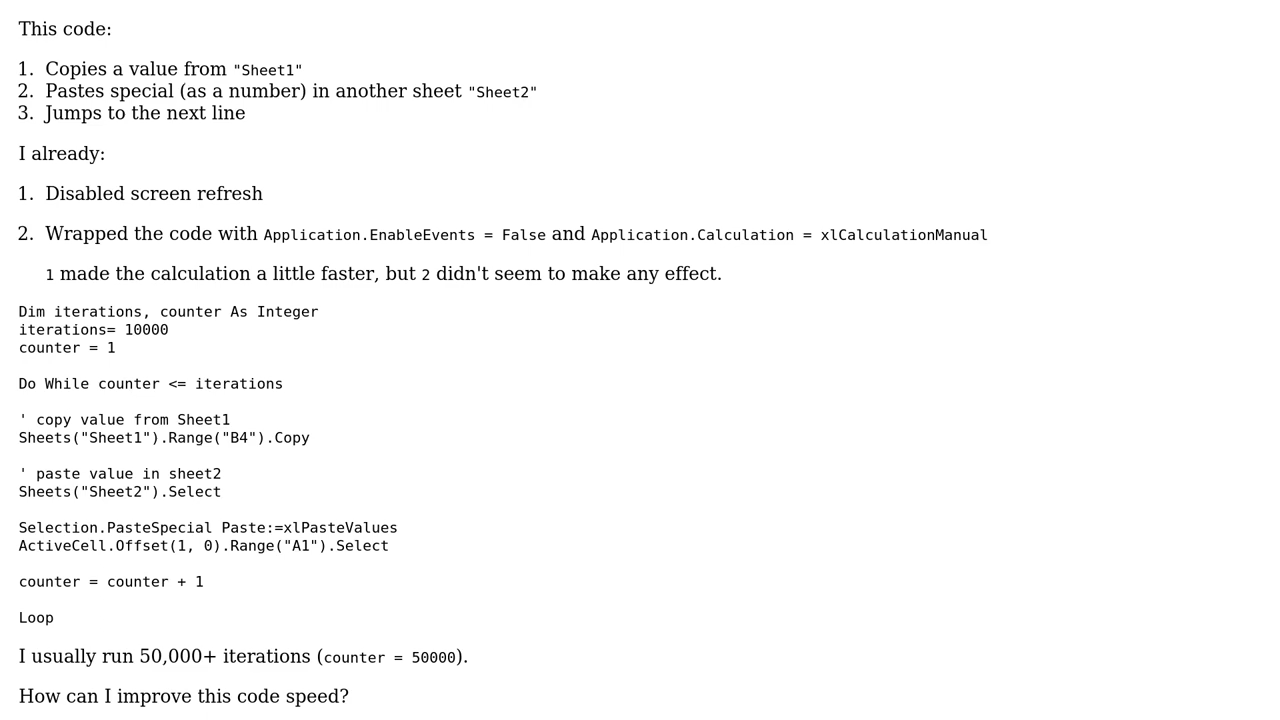 This code:
1. Copies a value from "Sheet1"
2. Pastes special (as a number) in another sheet "Sheet2"
3. Jumps to the next line
I already:
1. Disabled screen refresh
2. Wrapped the code with Application.EnableEvents = False and Application.Calculation = xlCalculationManual
1 made the calculation a little faster, but 2 didn't seem to make any effect.
Dim iterations, counter As Integer
iterations= 10000
counter = 1
Do While counter <= iterations
' copy value from Sheet1
Sheets("Sheet1").Range("B4").Copy
' paste value in sheet2
Sheets("Sheet2").Select
Selection.PasteSpecial Paste:=xlPasteValues
ActiveCell.Offset(1, 0).Range("A1").Select
counter = counter + 1
Loop
I usually run 50,000+ iterations (counter = 50000).
How can I improve this code speed?